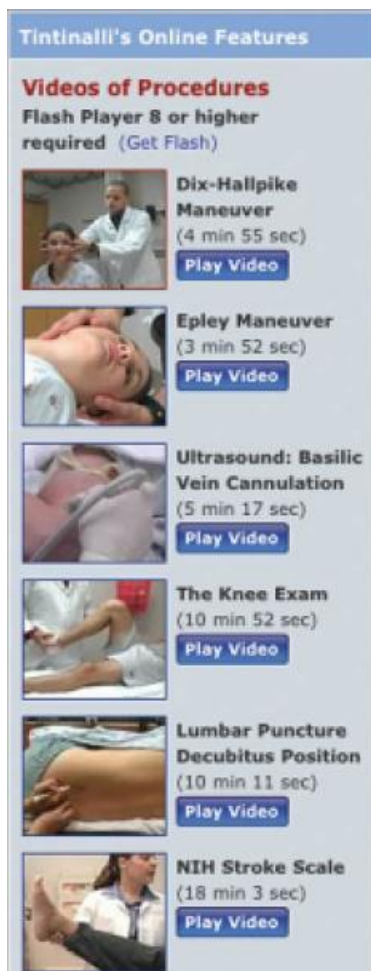 Tintinalli's Online Features
Videos of Procedures
Flash Player 8 or higher
required (Get Flash)
Dix-Hallpike
Maneuver
(4 min 55 sec)
Play Video
Epley Maneuver
(3 min 52 sec)
Play Video
Ultrasound: Basilic
Vein Cannulation
(5 min 17 sec)
Play Video
The Knee Exam
(10 min 52 sec)
Play Video
Lumbar Puncture
Decubitus Position
(10 min 11 sec)
Play Video
NIH Stroke Scale
(18 min 3 sec)
Play Video